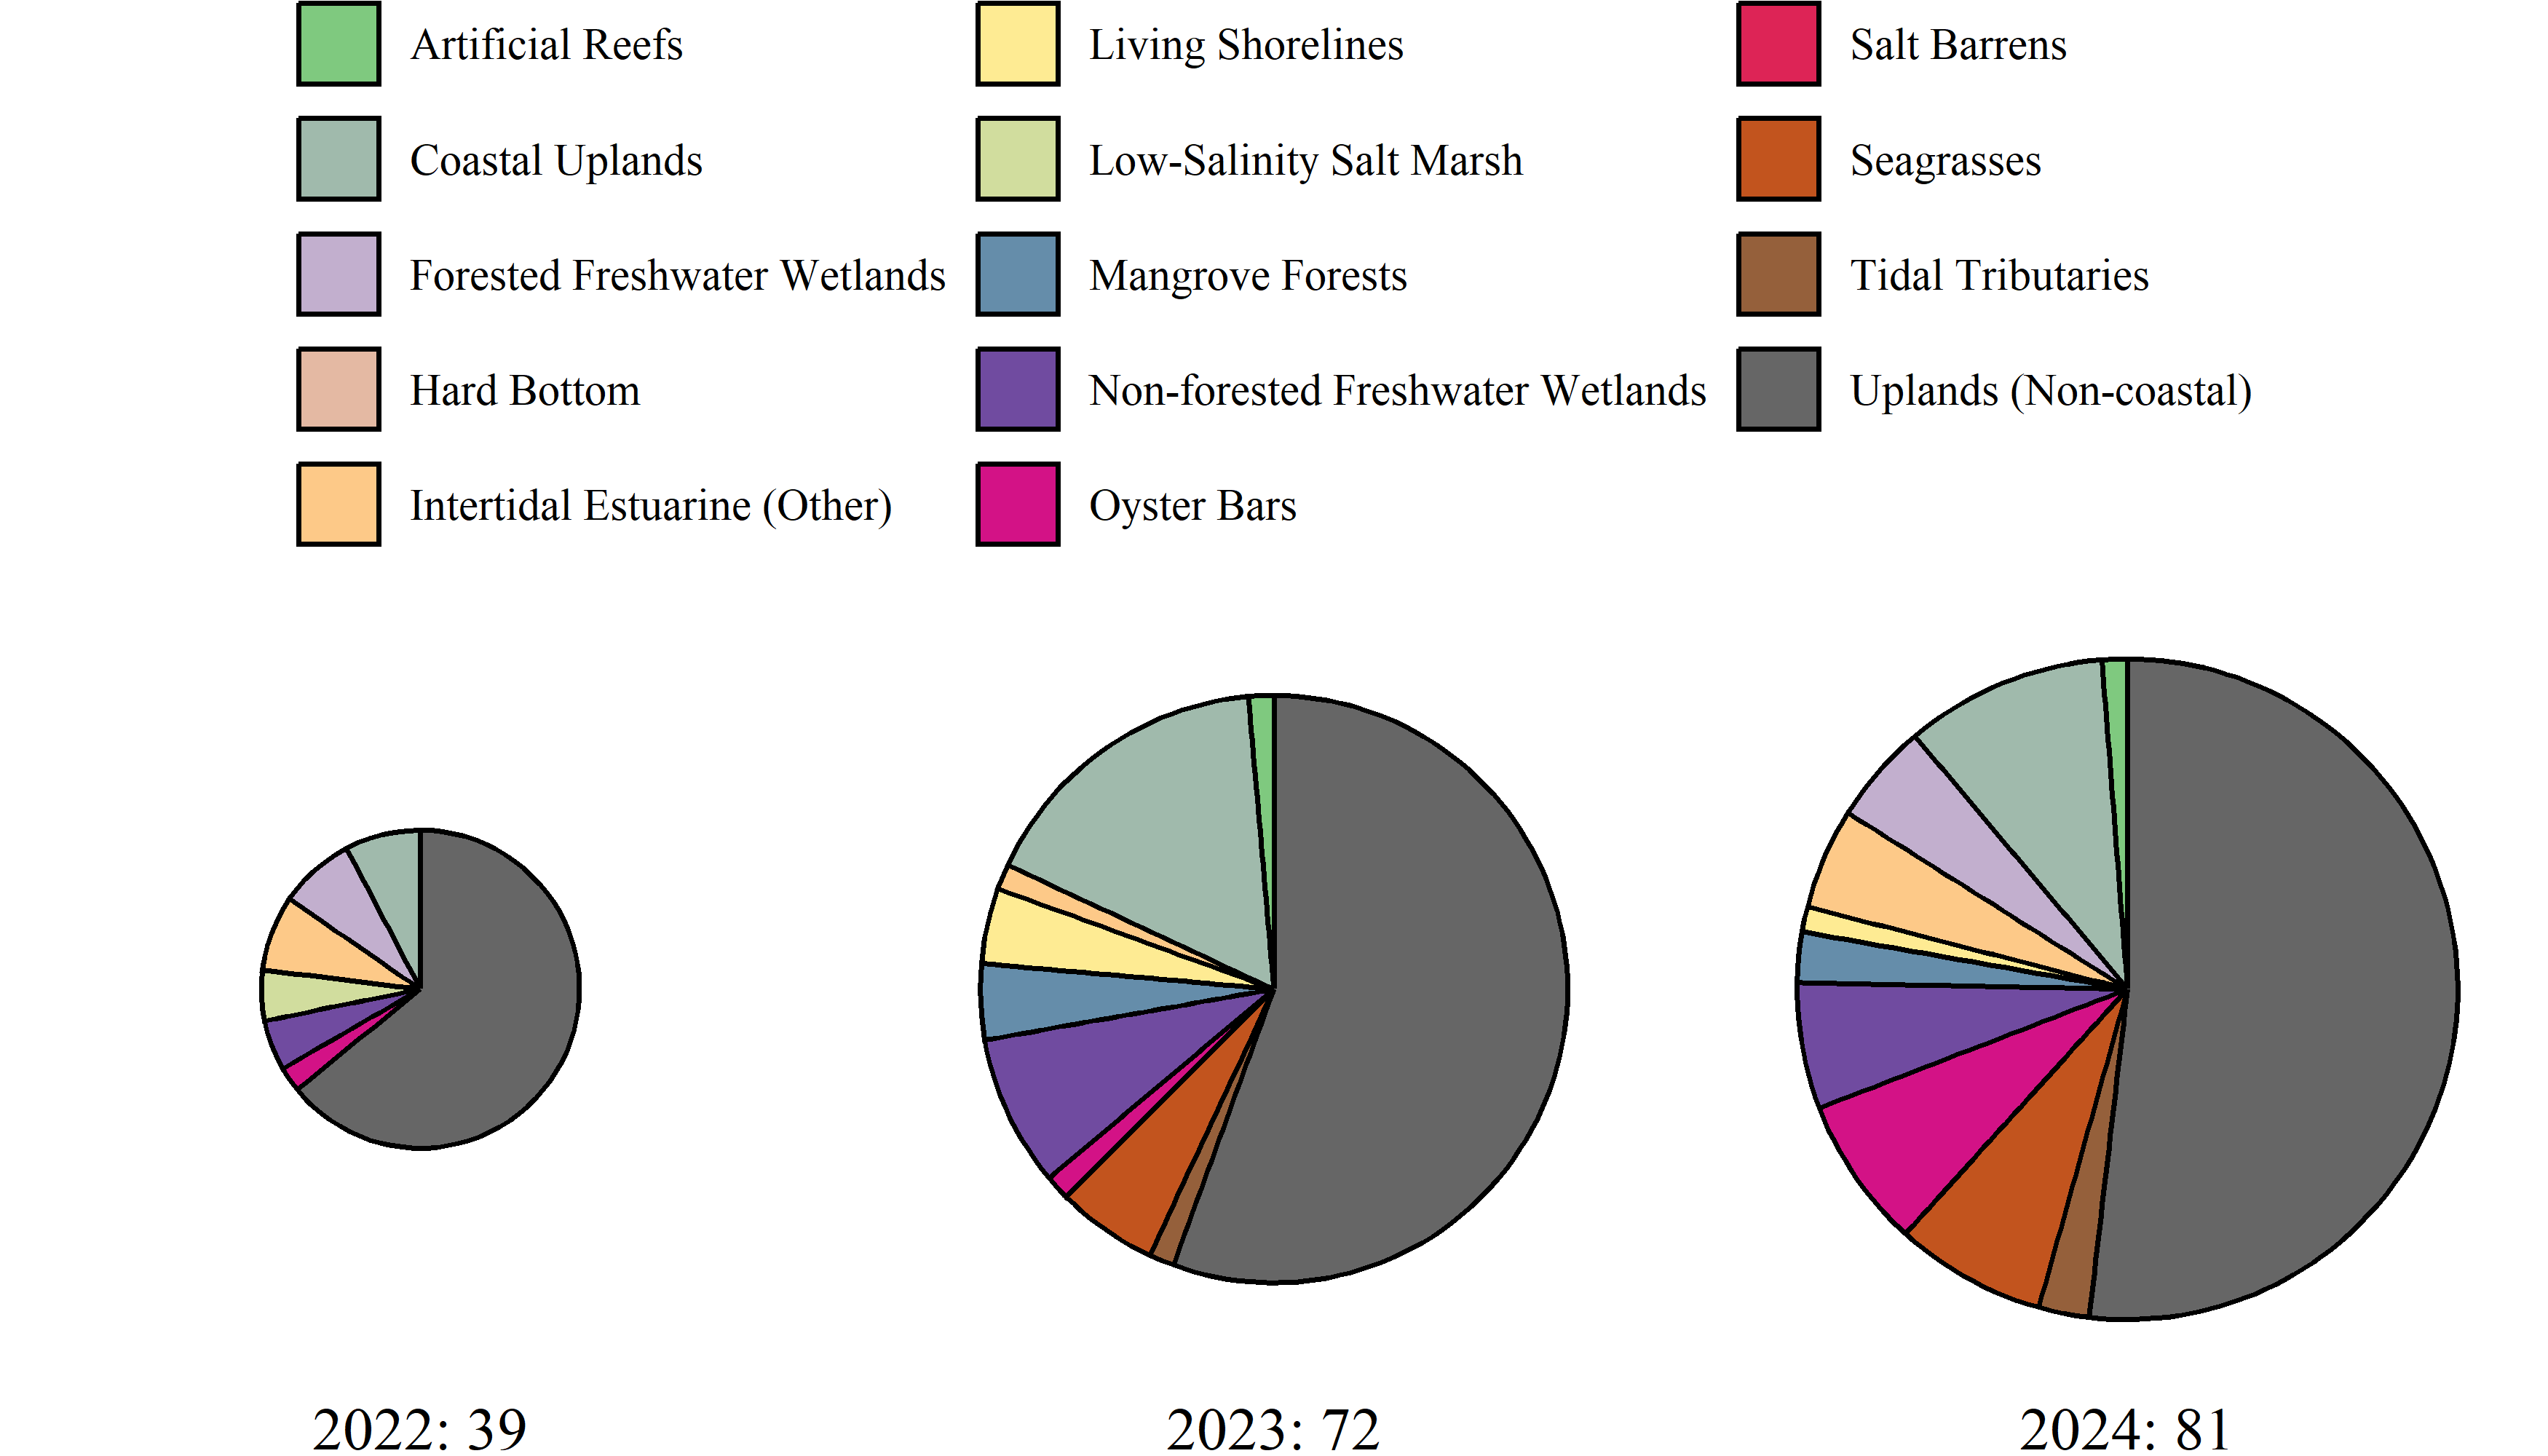 Artificial Reefs
Coastal Uplands
Forested Freshwater Wetlands
Hard Bottom
Intertidal Estuarine (Other)
Living Shorelines
Low-Salinity Salt Marsh
Mangrove Forests
Non-forested Freshwater Wetlands
Oyster Bars
Salt Barrens
Seagrasses
Tidal Tributaries
Uplands (Non-coastal)
2022: 39
2023: 72
2024: 81